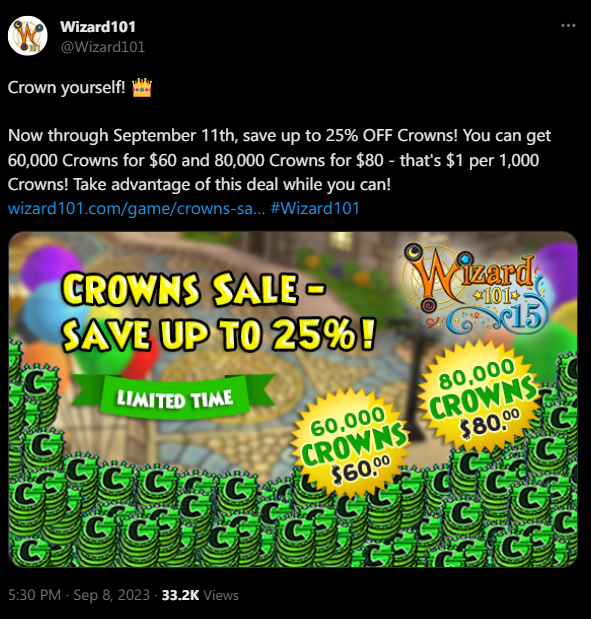 Wizard101
@Wizard101
Crown yourself! 👑
Now through September 11th, save up to 25% OFF Crowns! You can get
60,000 Crowns for $60 and 80,000 Crowns for $80 - that's $1 per 1,000
Crowns! Take advantage of this deal while you can!
wizard101.com/game/crowns-sa... #Wizard101
CROWNS SALE -
SAVE UP TO 25%!
LIMITED TIME
Wizard
101
15
60,000
CROWNS
$60.00
80,000
CROWNS
$80.00
5:30 PM · Sep 8, 2023 · 33.2K Views